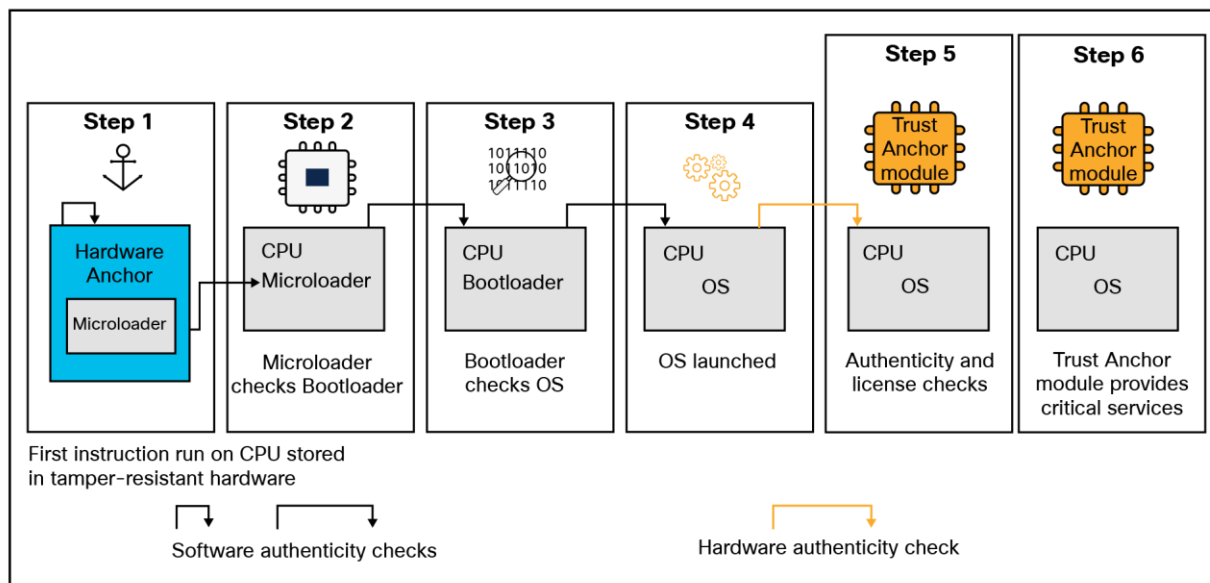 Step 1
Hardware
Anchor
Microloader
Step 2
CPU
Microloader
Microloader
checks Bootloader
Step 3
1011110
1011010
1011110
CPU
Bootloader
Bootloader
checks OS
Step 4
CPU
OS
OS launched
Step 5
Trust
Anchor
module
CPU
OS
Authenticity and
license checks
Step 6
Trust
Anchor
module
CPU
OS
Trust Anchor
module provides
critical services
First instruction run on CPU stored
in tamper-resistant hardware
Software authenticity checks
Hardware authenticity check